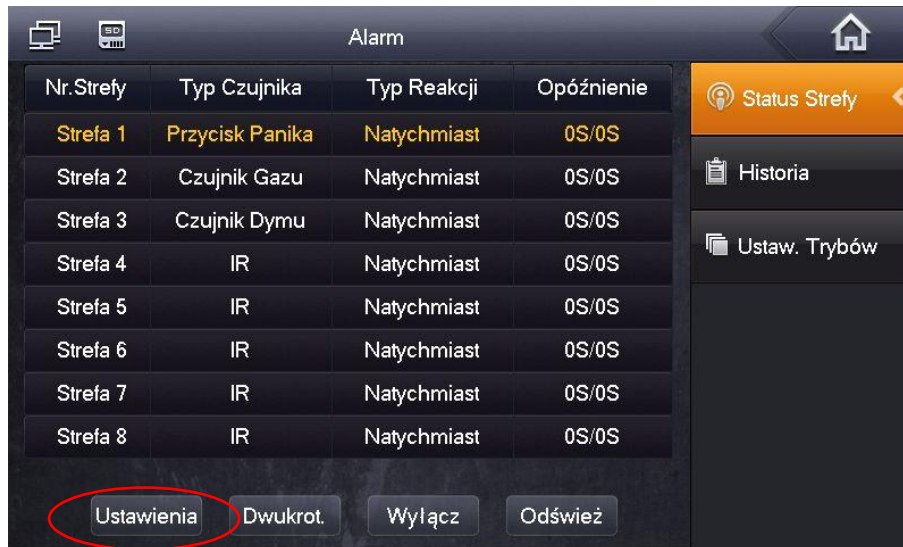 SD
Alarm
Nr.Strefy Typ Czujnika Typ Reakcji Opóźnienie
Strefa 1 Przycisk Panika Natychmiast 0S/0S
Strefa 2 Czujnik Gazu Natychmiast 0S/0S
Strefa 3 Czujnik Dymu Natychmiast 0S/0S
Strefa 4 IR Natychmiast 0S/0S
Strefa 5 IR Natychmiast 0S/0S
Strefa 6 IR Natychmiast 0S/0S
Strefa 7 IR Natychmiast 0S/0S
Strefa 8 IR Natychmiast 0S/0S
Ustawienia Dwukrot. Wyłącz Odśwież
Status Strefy
Historia
Ustaw. Trybów